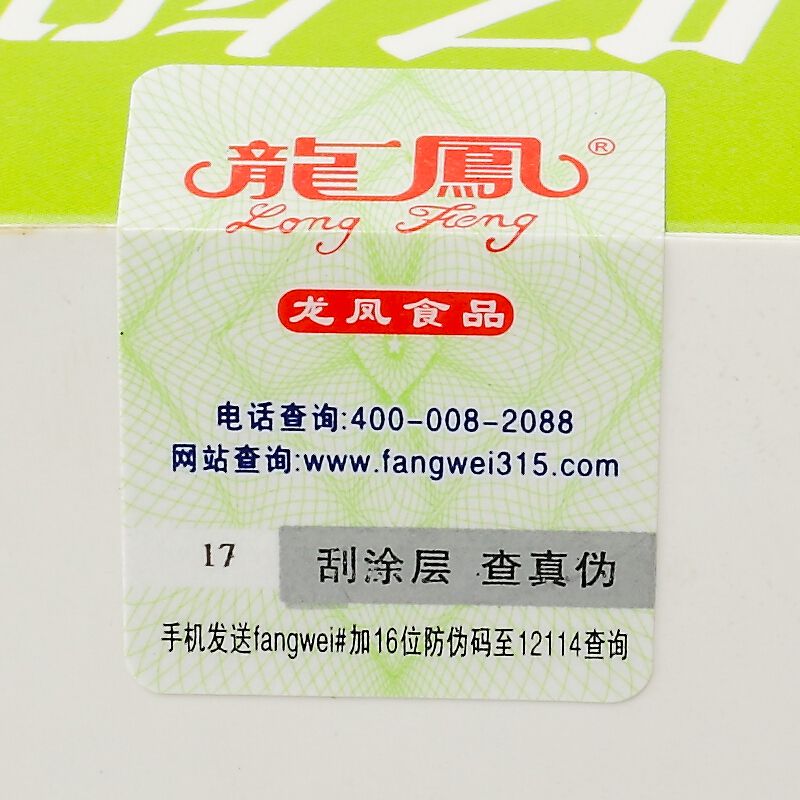 龍鳳®
Long Feng
龙凤食品
电话查询:400-008-2088
网站查询:www.fangwei315.com
17
刮涂层 查真伪
手机发送fangwei#加16位防伪码至12114查询